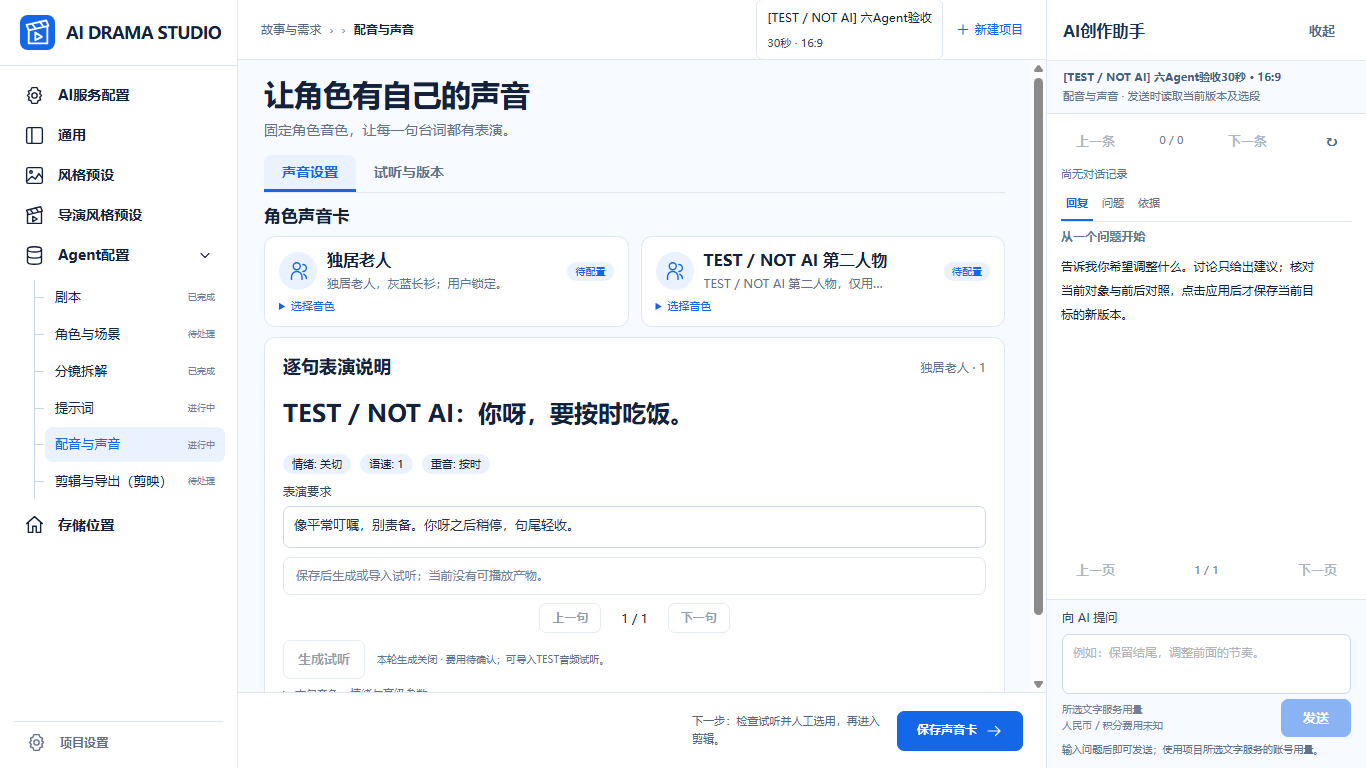 AI DRAMA STUDIO
AI服务配置
通用
风格预设
导演风格预设
Agent配置
剧本 已完成
角色与场景 待处理
分镜拆解 已完成
提示词 进行中
配音与声音 进行中
剪辑与导出（剪映） 待处理
存储位置
项目设置
故事与需求 › › 配音与声音
[TEST / NOT AI] 六Agent验收
30秒 · 16:9
+ 新建项目
让角色有自己的声音
固定角色音色，让每一句台词都有表演。
声音设置 试听与版本
角色声音卡
独居老人
独居老人，灰蓝长衫；用户锁定。
待配置
▶ 选择音色
TEST / NOT AI 第二人物
TEST / NOT AI 第二人物，仅用...
待配置
▶ 选择音色
逐句表演说明 独居老人 · 1
TEST / NOT AI：你呀，要按时吃饭。
情绪: 关切 语速: 1 重音: 按时
表演要求
像平常叮嘱，别责备。你呀之后稍停，句尾轻收。
保存后生成或导入试听；当前没有可播放产物。
上一句 1 / 1 下一句
生成试听 本轮生成关闭 · 费用待确认；可导入TEST音频试听。
下一步：检查试听并人工选用，再进入
剪辑。
保存声音卡 →
AI创作助手 收起
[TEST / NOT AI] 六Agent验收30秒 • 16:9
配音与声音 · 发送时读取当前版本及选段
上一条 0 / 0 下一条 ↻
尚无对话记录
回复 问题 依据
从一个问题开始
告诉我你希望调整什么。讨论只给出建议；核对
当前对象与前后对照，点击应用后才保存当前目
标的新版本。
上一页 1 / 1 下一页
向 AI 提问
例如：保留结尾，调整前面的节奏。
所选文字服务用量
人民币 / 积分费用未知
发送
输入问题后即可发送；使用项目所选文字服务的账号用量。